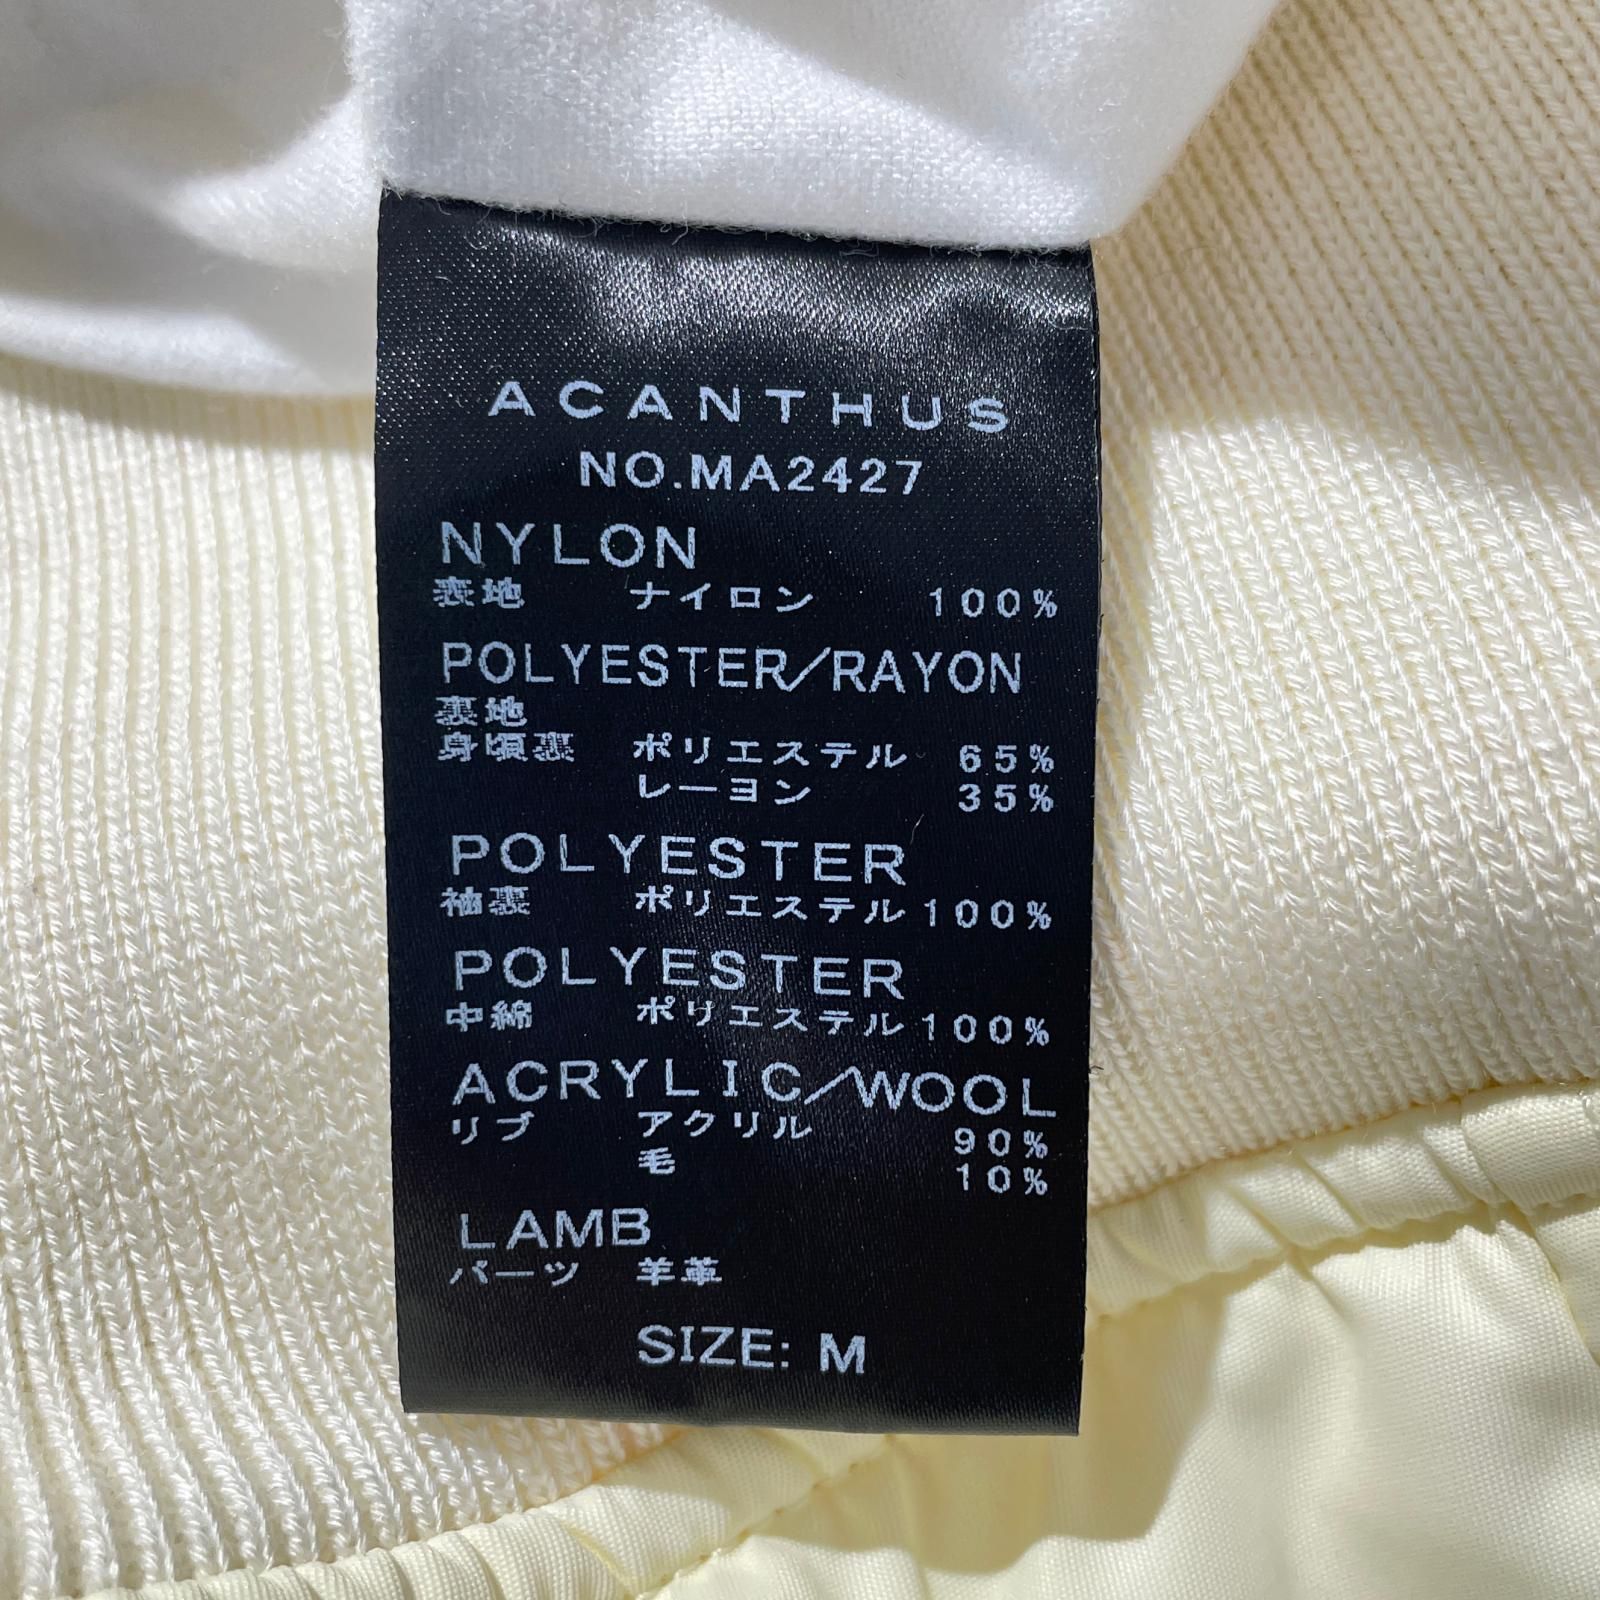 ACANTHUS
NO.MA2427
NYLON
表地 ナイロン 100%
POLYESTER/RAYON
裏地
身頃裏 ポリエステル 65%
レーヨン 35%
POLYESTER
袖裏 ポリエステル 100%
POLYESTER
中綿 ポリエステル 100%
ACRYLIC/WOOL
リブ アクリル 90%
毛 10%
LAMB
パーツ 羊革
SIZE: M